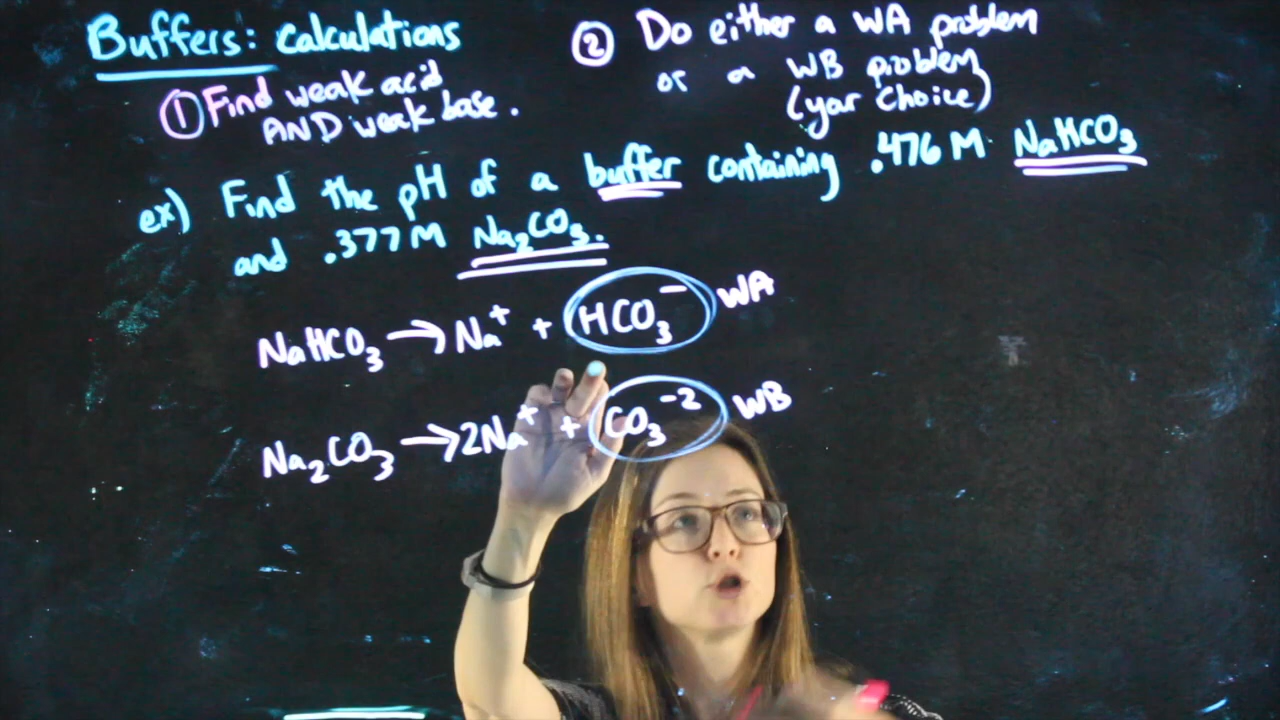 Buffers: calculations
① Find weak acid
AND weak base.
② Do either a WA problem
or a WB problem
(your choice)
ex) Find the pH of a buffer containing .476 M NaHCO₃
and .377 M Na₂CO₃.
NaHCO₃ → Na⁺ + HCO₃⁻ WA
Na₂CO₃ → 2Na⁺ + CO₃⁻² WB